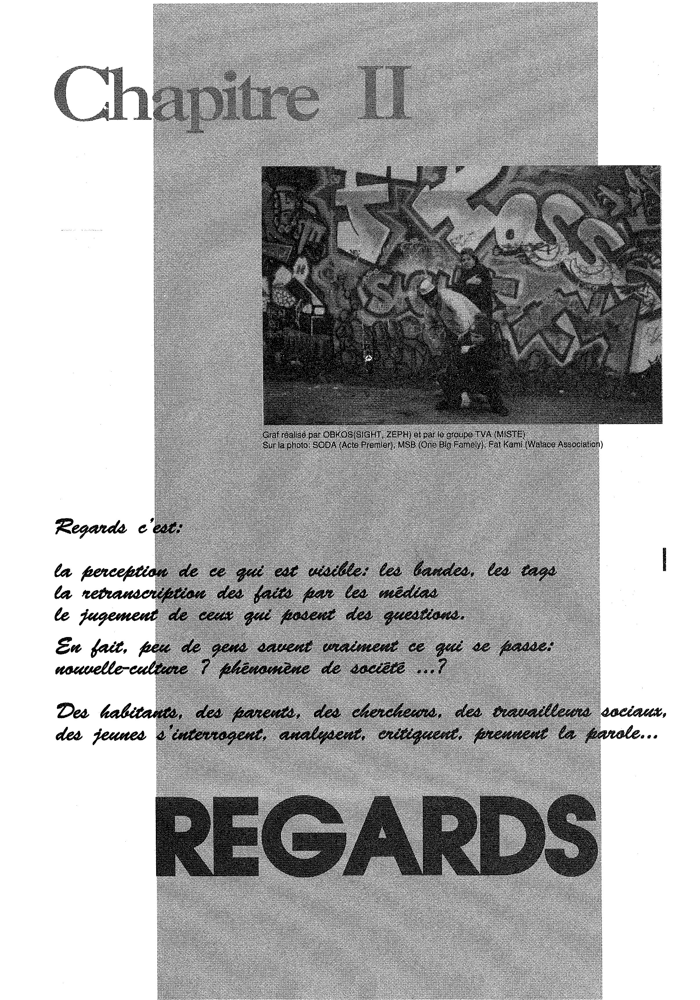 Chapitre II
SIGH
Graf réalisé par OBKOS(SIGHT, ZEPH) et par le groupe TVA (MISTE)
Sur la photo: SODA (Acte Premier), MSB (One Big Famely), Fat Kami (Walace Association)
Regards c'est:
la perception de ce qui est visible: les bandes, les tags
la retranscription des faits par les médias
le jugement de ceux qui posent des questions.
En fait, peu de gens savent vraiment ce qui se passe:
nouvelle-culture ? phénomène de société ...?
Des habitants, des parents, des chercheurs, des travailleurs sociaux,
des jeunes s'interrogent, analysent, critiquent, prennent la parole...
REGARDS